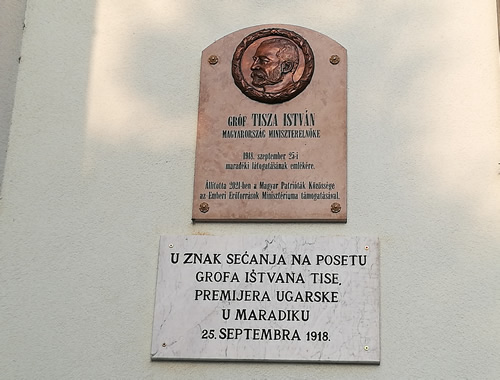 GRÓF TISZA ISTVÁN
MAGYARORSZÁG MINISZTERELNÖKE
1918. szeptember 25-i
maradéki látogatásának emlékére.
Állította 2021-ben a Magyar Patrióták Közössége
az Emberi Erőforrások Minisztériuma támogatásával.
U ZNAK SEĆANJA NA POSETU
GROFA IŠTVANA TISE,
PREMIJERA UGARSKE
U MARADIKU
25. SEPTEMBRA 1918.